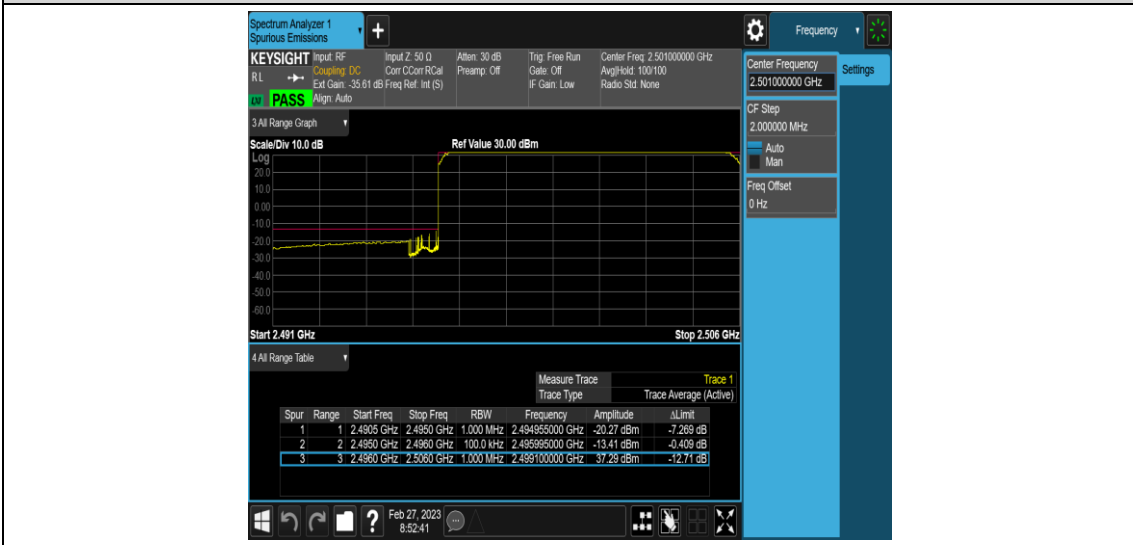 Spectrum Analyzer 1
Spurious Emissions
Frequency
KEYSIGHT
RL
PASS
Input: RF
Coupling: DC
Ext Gain: -35.61 dB
Align: Auto
Input Z: 50 Ω
Corr CCorr RCal
Freq Ref: Int (S)
Atten: 30 dB
Preamp: Off
Trig: Free Run
Gate: Off
IF Gain: Low
Center Freq: 2.501000000 GHz
Avg|Hold: 100/100
Radio Std: None
Center Frequency
2.501000000 GHz
Settings
CF Step
2.000000 MHz
Auto
Man
Freq Offset
0 Hz
3 All Range Graph
Scale/Div 10.0 dB
Ref Value 30.00 dBm
Log
20.0
10.0
0.00
-10.0
-20.0
-30.0
-40.0
-50.0
-60.0
Start 2.491 GHz
Stop 2.506 GHz
4 All Range Table
Measure Trace Trace 1
Trace Type Trace Average (Active)
Spur Range Start Freq Stop Freq RBW Frequency Amplitude ΔLimit
1 1 2.4905 GHz 2.4950 GHz 1.000 MHz 2.494955000 GHz -20.27 dBm -7.269 dB
2 2 2.4950 GHz 2.4960 GHz 100.0 kHz 2.495995000 GHz -13.41 dBm -0.409 dB
3 3 2.4960 GHz 2.5060 GHz 1.000 MHz 2.499100000 GHz 37.29 dBm -12.71 dB
Feb 27, 2023
8:52:41